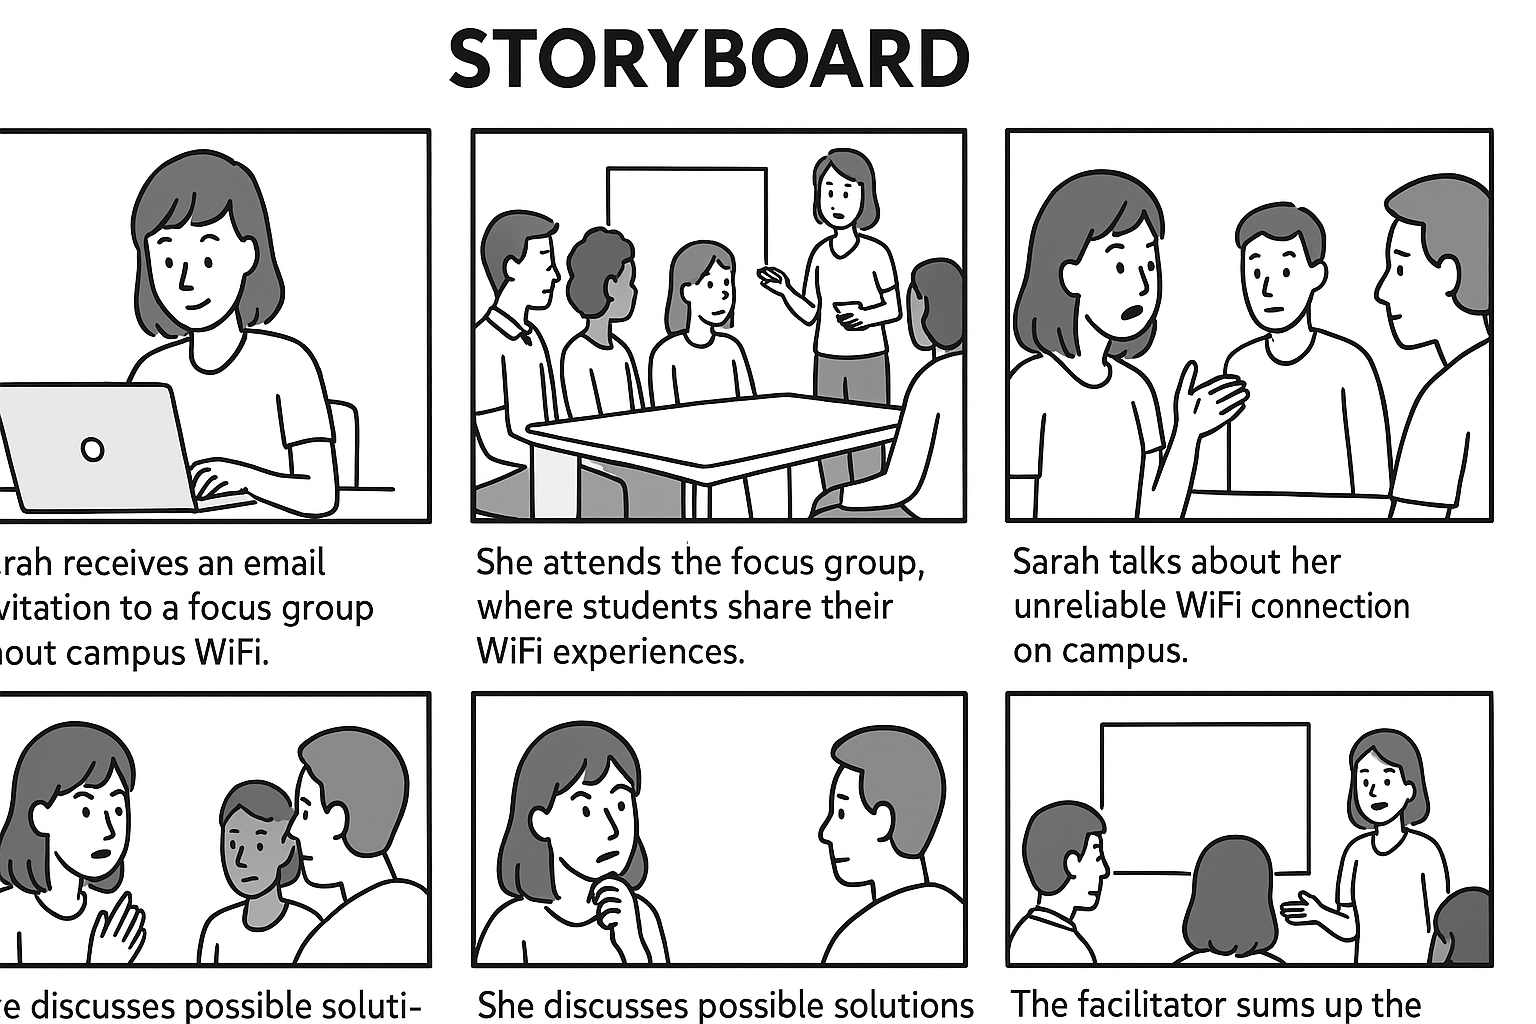 STORYBOARD
rah receives an email
vitation to a focus group
out campus WiFi.
She attends the focus group,
where students share their
WiFi experiences.
Sarah talks about her
unreliable WiFi connection
on campus.
e discusses possible soluti-
She discusses possible solutions
The facilitator sums up the